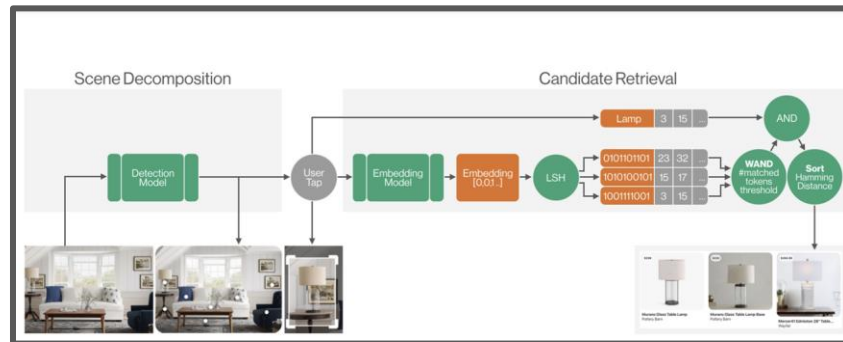 Scene Decomposition
Candidate Retrieval
Lamp 3 15 ...
AND
Detection
Model
User
Tap
Embedding
Model
Embedding
[0,0,1..]
LSH
0101101101 23 32 ...
1010100101 15 17 ...
1001111001 3 15 ...
WAND
#matched
tokens
threshold
Sort
Hamming
Distance